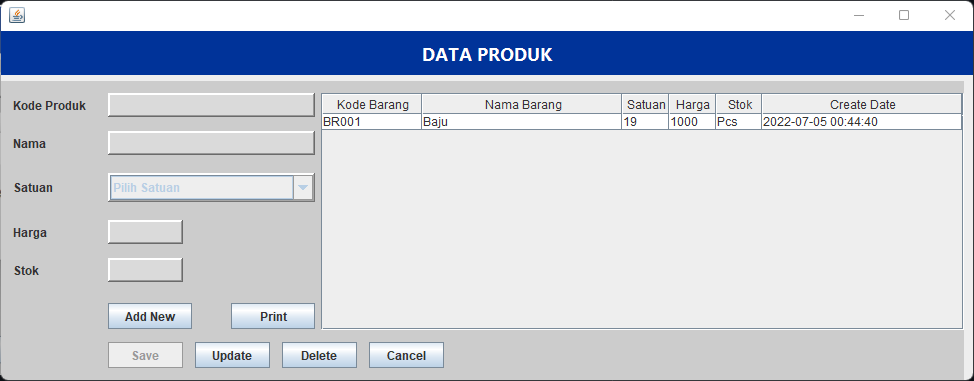 DATA PRODUK
Kode Produk
Nama
Satuan Pilih Satuan
Harga
Stok
Add New Print
Save Update Delete Cancel
Kode Barang Nama Barang Satuan Harga Stok Create Date
BR001 Baju 19 1000 Pcs 2022-07-05 00:44:40